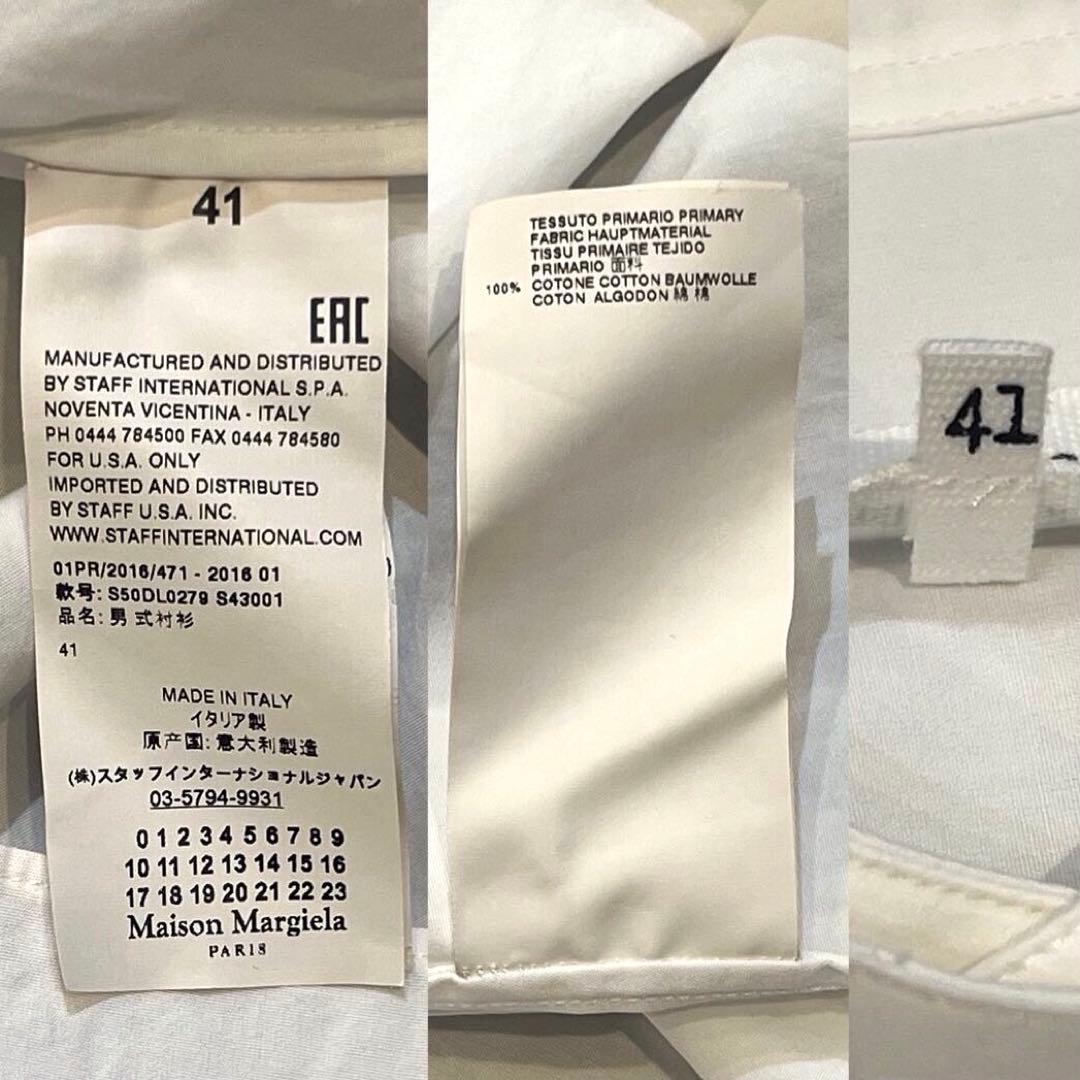 41
EAC
MANUFACTURED AND DISTRIBUTED
BY STAFF INTERNATIONAL S.P.A.
NOVENTA VICENTINA - ITALY
PH 0444 784500 FAX 0444 784580
FOR U.S.A. ONLY
IMPORTED AND DISTRIBUTED
BY STAFF U.S.A. INC.
WWW.STAFFINTERNATIONAL.COM
01PR/2016/471 - 2016 01
款号: S50DL0279 S43001
品名: 男式衬衫
41
MADE IN ITALY
イタリア製
原产国: 意大利製造
(株)スタッフインターナショナルジャパン
03-5794-9931
0 1 2 3 4 5 6 7 8 9
10 11 12 13 14 15 16
17 18 19 20 21 22 23
Maison Margiela
PARIS
TESSUTO PRIMARIO PRIMARY
FABRIC HAUPTMATERIAL
TISSU PRIMAIRE TEJIDO
PRIMARIO 面料
100% COTONE COTTON BAUMWOLLE
COTON ALGODON 綿 棉
41